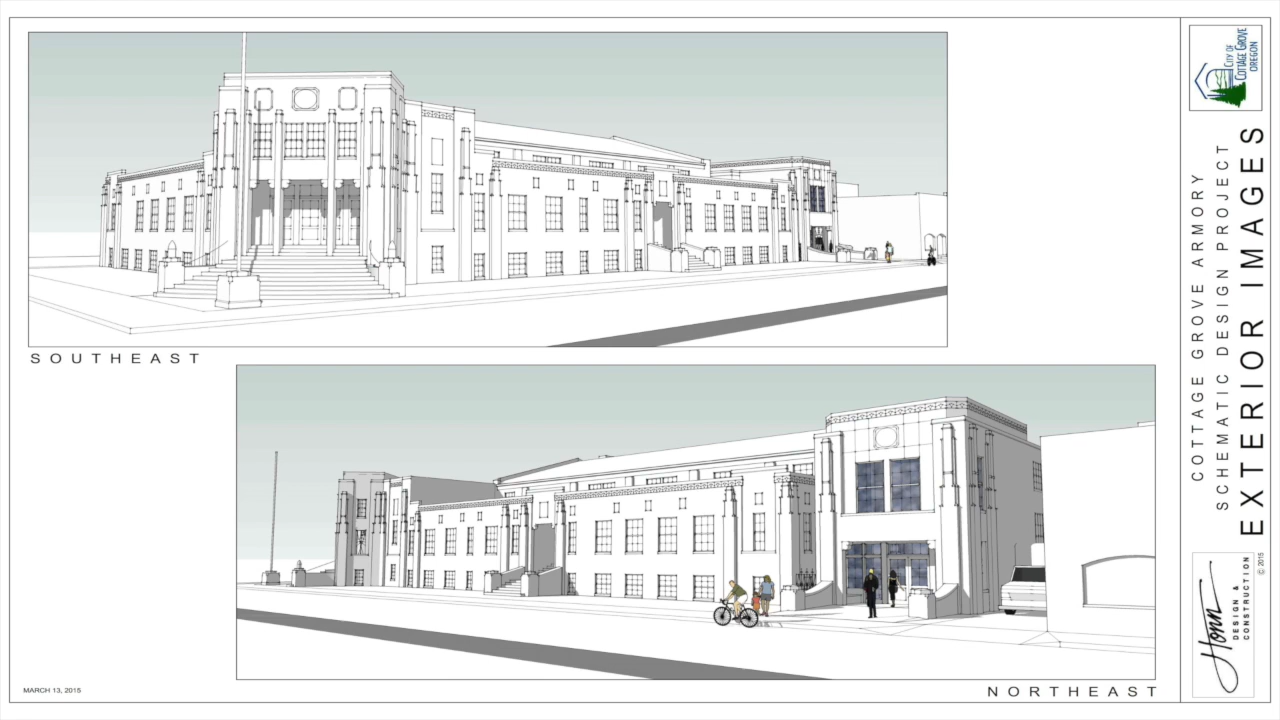 SOUTHEAST
NORTHEAST
MARCH 13, 2015
CITY OF
COTTAGE GROVE
OREGON
COTTAGE GROVE ARMORY
SCHEMATIC DESIGN PROJECT
EXTERIOR IMAGES
Honn
DESIGN &
CONSTRUCTION
© 2015